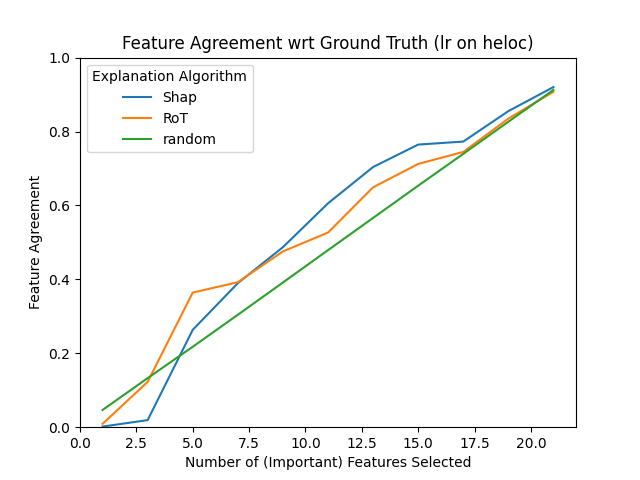 Feature Agreement wrt Ground Truth (lr on heloc)
1.0
0.8
0.6
0.4
0.2
0.0
Feature Agreement
Explanation Algorithm
Shap
RoT
random
0.0 2.5 5.0 7.5 10.0 12.5 15.0 17.5 20.0
Number of (Important) Features Selected